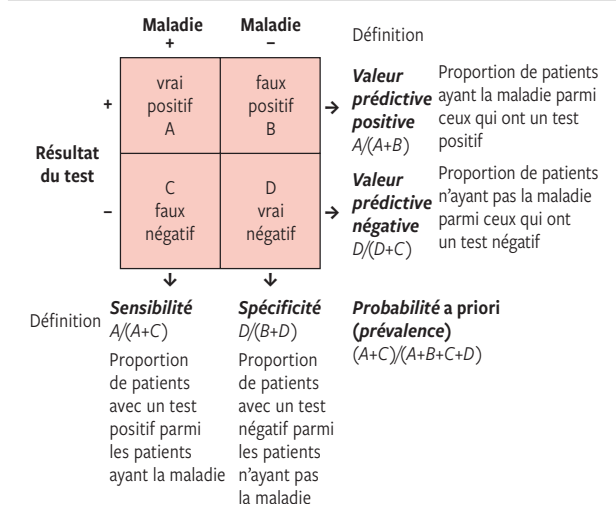 Maladie
+
Maladie
–
Définition
Résultat
du test
+
vrai
positif
A
faux
positif
B
→
Valeur
prédictive
positive
A/(A+B)
Proportion de patients
ayant la maladie parmi
ceux qui ont un test
positif
–
C
faux
négatif
D
vrai
négatif
→
Valeur
prédictive
négative
D/(D+C)
Proportion de patients
n'ayant pas la maladie
parmi ceux qui ont
un test négatif
↓
↓
Définition
Sensibilité
A/(A+C)
Proportion
de patients
avec un test
positif parmi
les patients
ayant la maladie
Spécificité
D/(B+D)
Proportion
de patients
avec un test
négatif parmi
les patients
n'ayant pas
la maladie
Probabilité a priori
(prévalence)
(A+C)/(A+B+C+D)